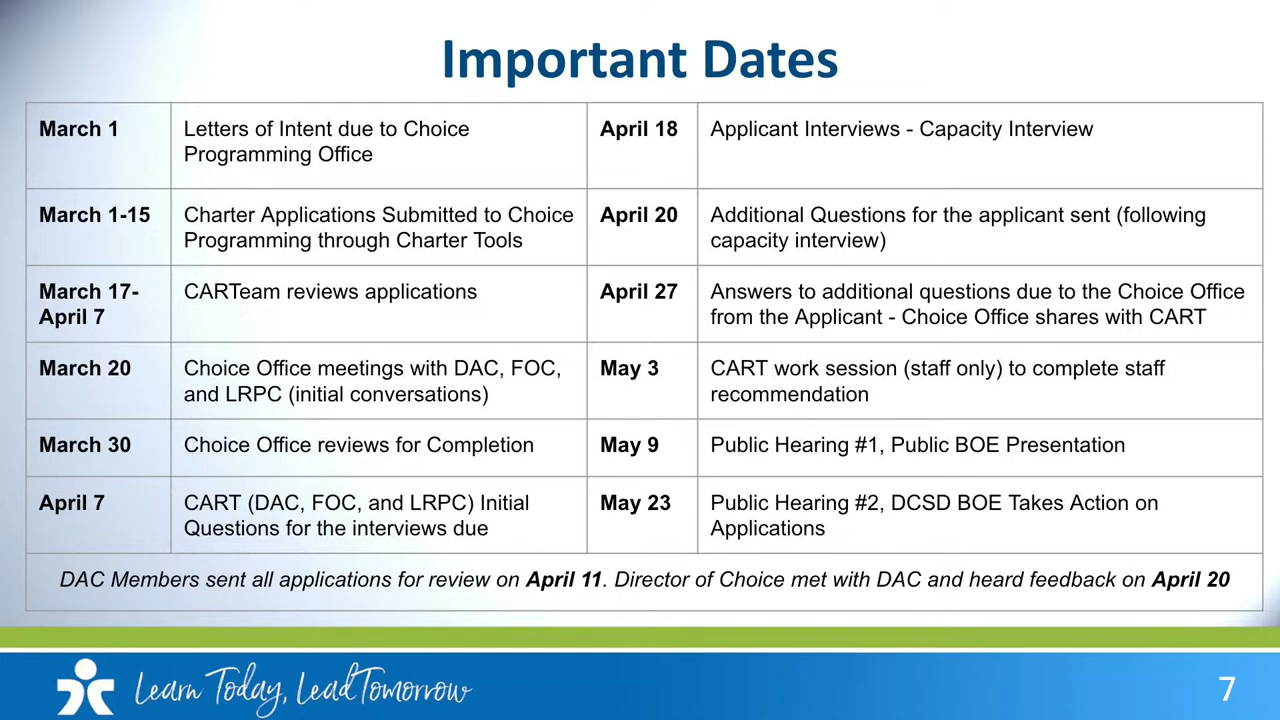 Important Dates
March 1
Letters of Intent due to Choice
Programming Office
April 18
Applicant Interviews - Capacity Interview
March 1-15
Charter Applications Submitted to Choice
Programming through Charter Tools
April 20
Additional Questions for the applicant sent (following
capacity interview)
March 17-
April 7
CARTeam reviews applications
April 27
Answers to additional questions due to the Choice Office
from the Applicant - Choice Office shares with CART
March 20
Choice Office meetings with DAC, FOC,
and LRPC (initial conversations)
May 3
CART work session (staff only) to complete staff
recommendation
March 30
Choice Office reviews for Completion
May 9
Public Hearing #1, Public BOE Presentation
April 7
CART (DAC, FOC, and LRPC) Initial
Questions for the interviews due
May 23
Public Hearing #2, DCSD BOE Takes Action on
Applications
DAC Members sent all applications for review on April 11. Director of Choice met with DAC and heard feedback on April 20
Learn Today, Lead Tomorrow
7